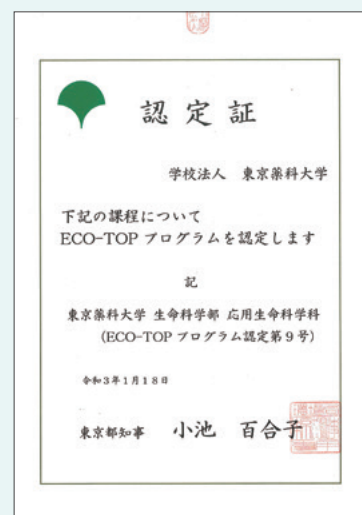 認定証
学校法人 東京薬科大学
下記の課程について
ECO-TOP プログラムを認定します
記
東京薬科大学 生命科学部 応用生命科学科
(ECO-TOP プログラム認定第9号)
令和3年1月18日
東京都知事 小池 百合子